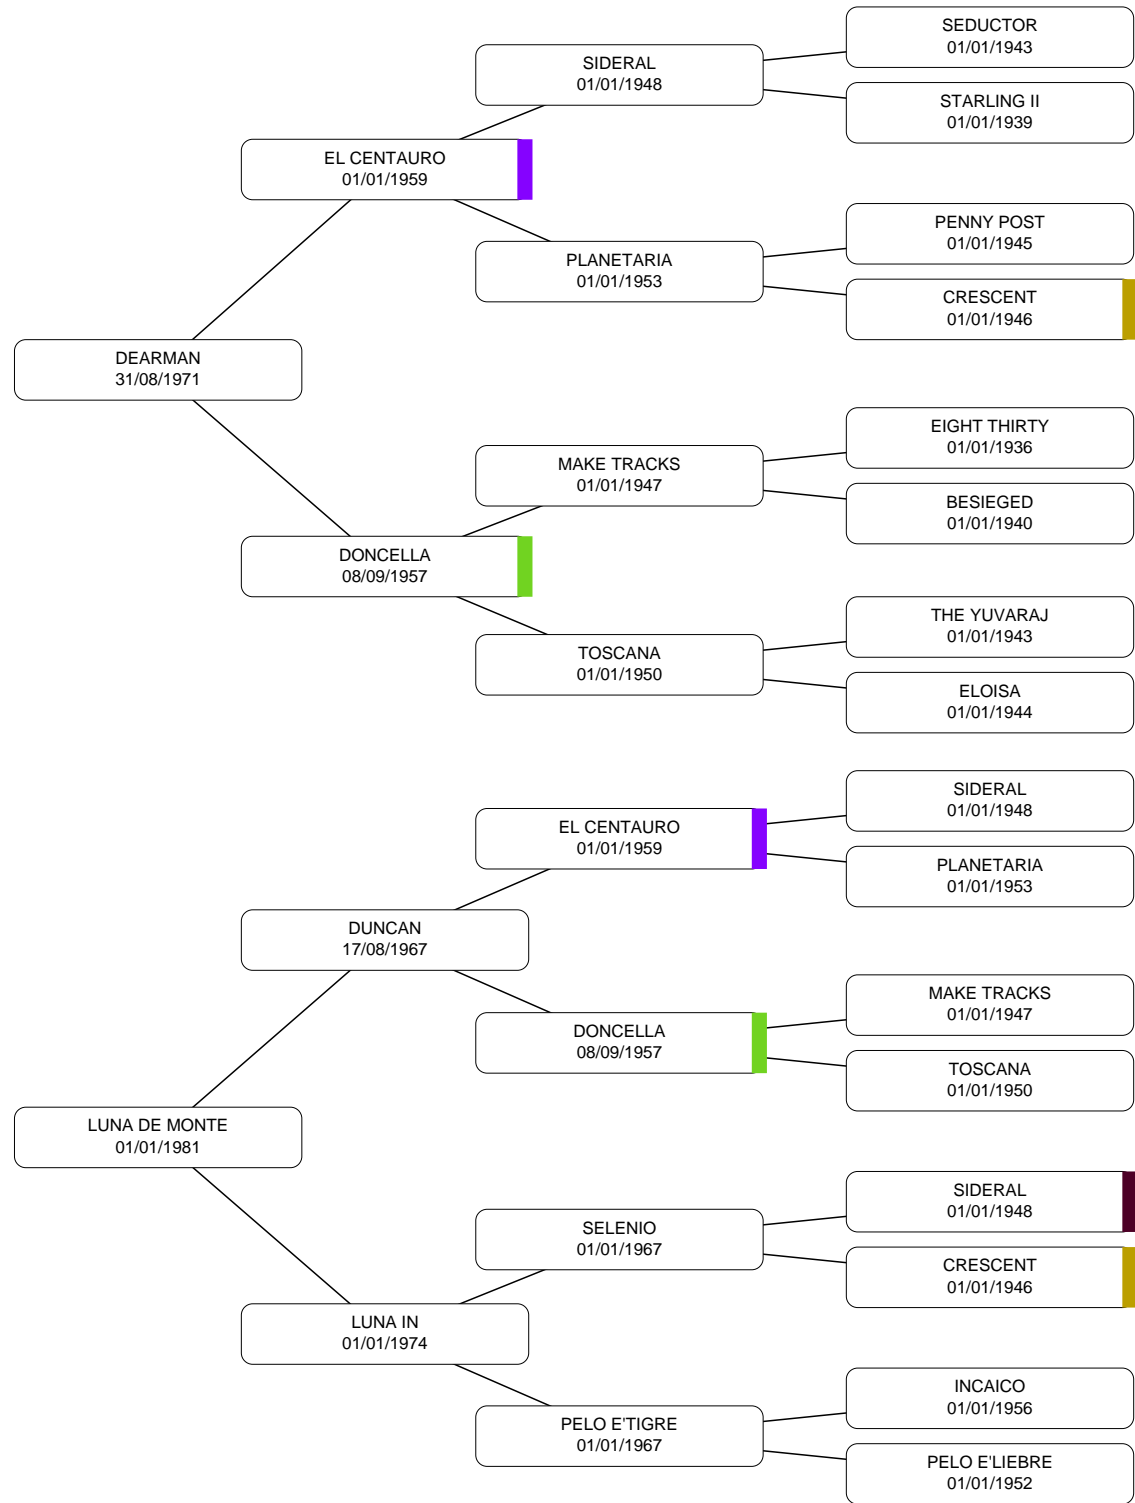 SEDUCTOR
01/01/1943
SIDERAL
01/01/1948
STARLING II
01/01/1939
EL CENTAURO
01/01/1959
PENNY POST
01/01/1945
PLANETARIA
01/01/1953
CRESCENT
01/01/1946
DEARMAN
31/08/1971
EIGHT THIRTY
01/01/1936
MAKE TRACKS
01/01/1947
BESIEGED
01/01/1940
DONCELLA
08/09/1957
THE YUVARAJ
01/01/1943
TOSCANA
01/01/1950
ELOISA
01/01/1944
SIDERAL
01/01/1948
EL CENTAURO
01/01/1959
PLANETARIA
01/01/1953
DUNCAN
17/08/1967
MAKE TRACKS
01/01/1947
DONCELLA
08/09/1957
TOSCANA
01/01/1950
LUNA DE MONTE
01/01/1981
SIDERAL
01/01/1948
SELENIO
01/01/1967
CRESCENT
01/01/1946
LUNA IN
01/01/1974
INCAICO
01/01/1956
PELO E'TIGRE
01/01/1967
PELO E'LIEBRE
01/01/1952